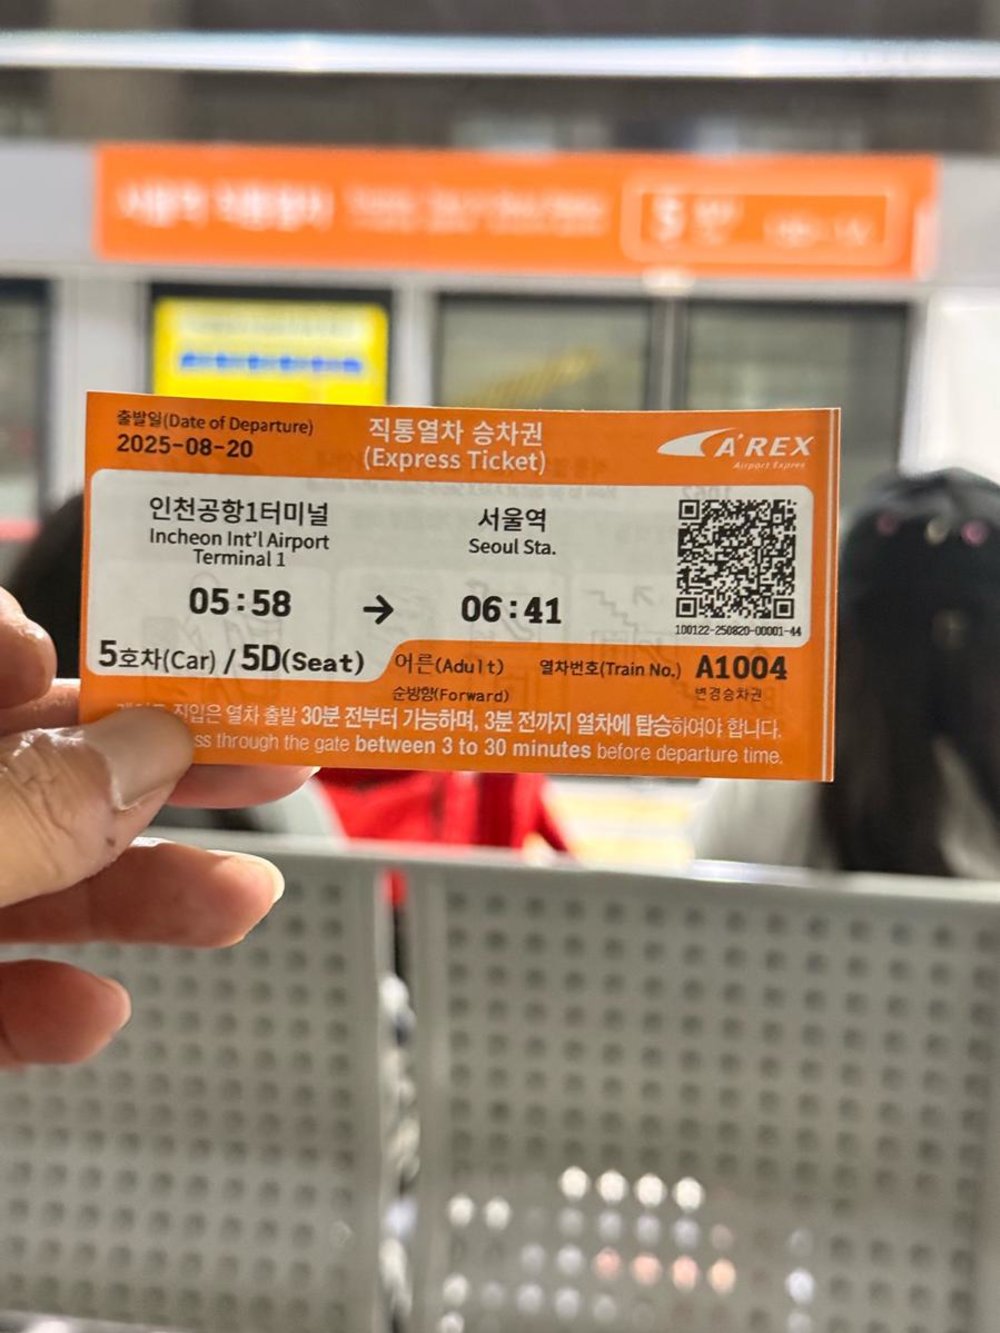 출발일(Date of Departure)
2025-08-20
직통열차 승차권
(Express Ticket)
A'REX
Airport Express
인천공항1터미널
Incheon Int'l Airport
Terminal 1
05:58
→
서울역
Seoul Sta.
06:41
100122-250820-00001-44
5호차(Car) / 5D(Seat)
어른(Adult)
순방향(Forward)
열차번호(Train No.) A1004
변경승차권
진입은 열차 출발 30분 전부터 가능하며, 3분 전까지 열차에 탑승하여야 합니다.
through the gate between 3 to 30 minutes before departure time.